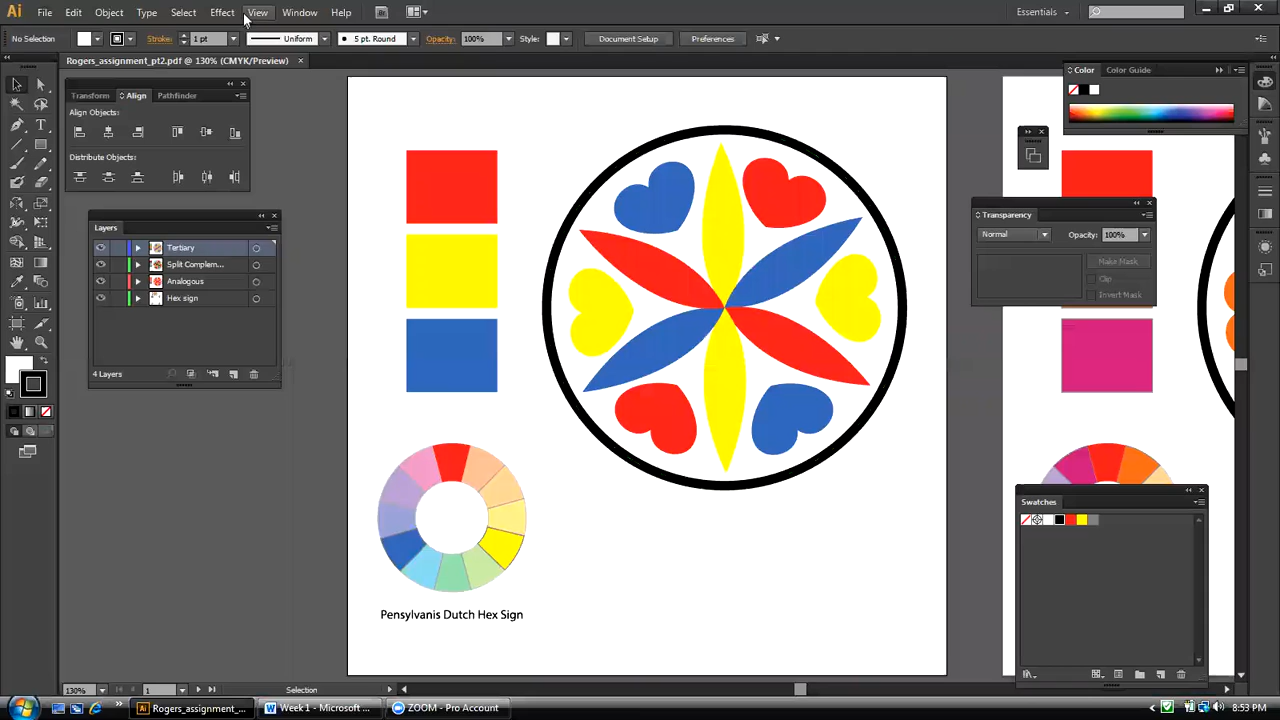 Ai File Edit Object Type Select Effect View Window Help Br Essentials
No Selection Stroke: 1 pt Uniform 5 pt. Round Opacity: 100% Style: Document Setup Preferences
Rogers_assignment_pt2.pdf @ 130% (CMYK/Preview)
Transform Align Pathfinder
Align Objects:
Distribute Objects:
Layers
Tertiary
Split Complem...
Analogous
Hex sign
4 Layers
Color Color Guide
Transparency
Normal Opacity: 100%
Make Mask
Clip
Invert Mask
Swatches
Pensylvanis Dutch Hex Sign
130% 1 Selection
Rogers_assignment_... Week 1 - Microsoft ... ZOOM - Pro Account 8:53 PM